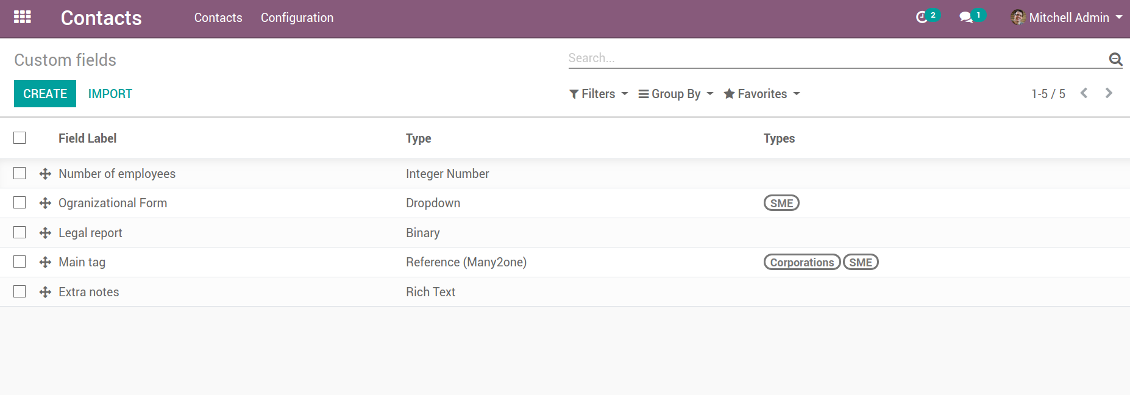 Contacts Contacts Configuration 2 1 Mitchell Admin
Custom fields Search...
CREATE IMPORT Filters Group By Favorites 1-5 / 5
Field Label Type Types
Number of employees Integer Number
Ogranizational Form Dropdown SME
Legal report Binary
Main tag Reference (Many2one) Corporations SME
Extra notes Rich Text